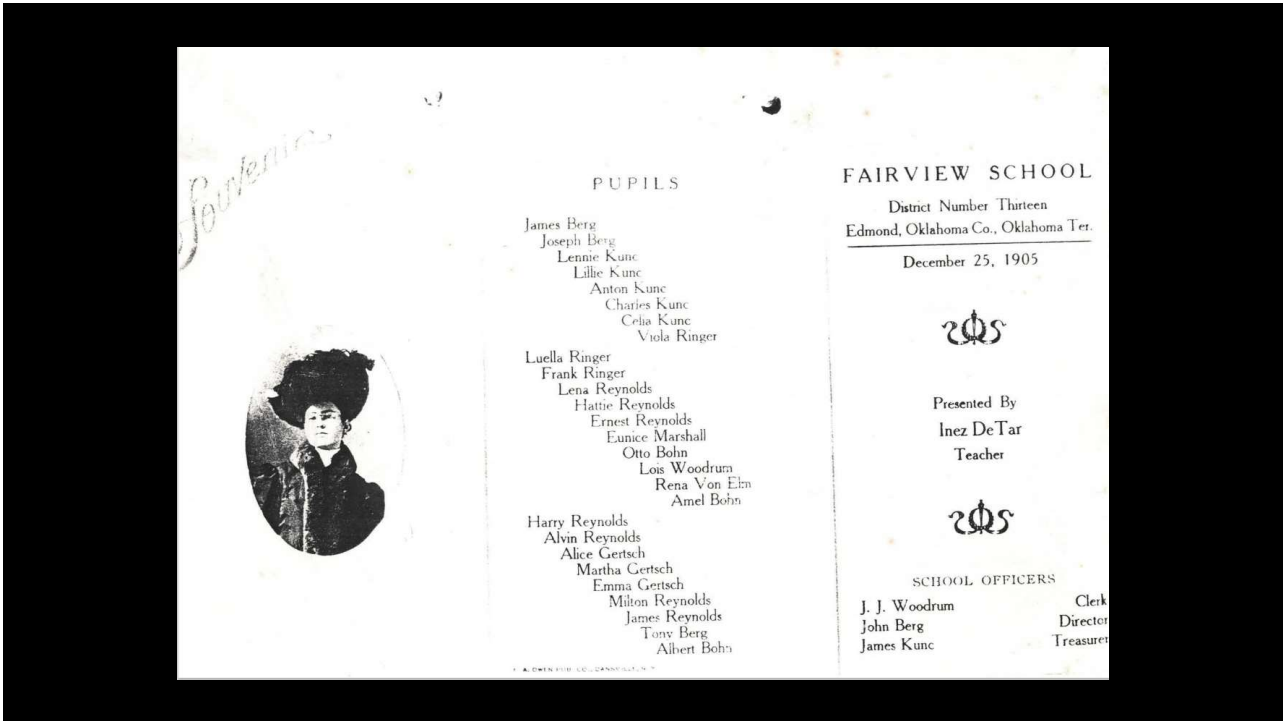 Souvenir
PUPILS
James Berg
Joseph Berg
Lennie Kunc
Lillie Kunc
Anton Kunc
Charles Kunc
Celia Kunc
Viola Ringer
Luella Ringer
Frank Ringer
Lena Reynolds
Hattie Reynolds
Ernest Reynolds
Eunice Marshall
Otto Bohn
Lois Woodrum
Rena Von Elm
Amel Bohn
Harry Reynolds
Alvin Reynolds
Alice Gertsch
Martha Gertsch
Emma Gertsch
Milton Reynolds
James Reynolds
Tony Berg
Albert Bohn
A. OWEN PUB. CO., DANSVILLE, N. Y.
FAIRVIEW SCHOOL
District Number Thirteen
Edmond, Oklahoma Co., Oklahoma Ter.
December 25, 1905
Presented By
Inez DeTar
Teacher
SCHOOL OFFICERS
J. J. Woodrum Clerk
John Berg Director
James Kunc Treasurer